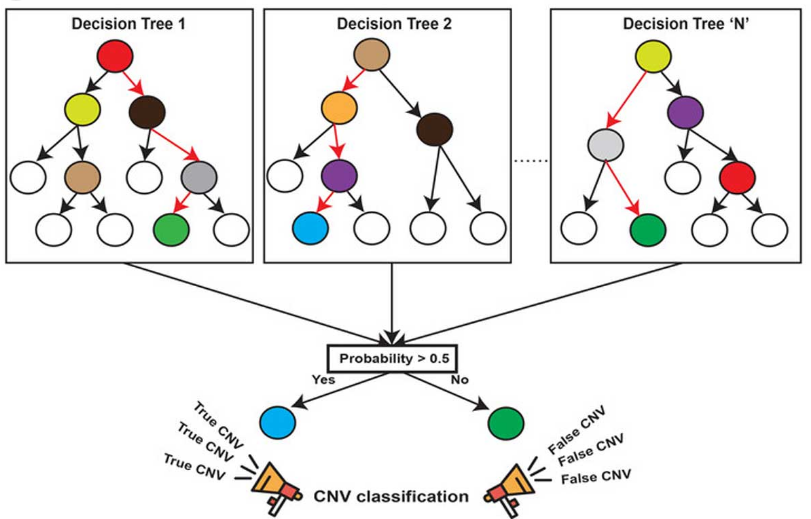 Decision Tree 1
Decision Tree 2
Decision Tree ‘N’
Probability > 0.5
Yes
No
True CNV
True CNV
True CNV
False CNV
False CNV
False CNV
CNV classification